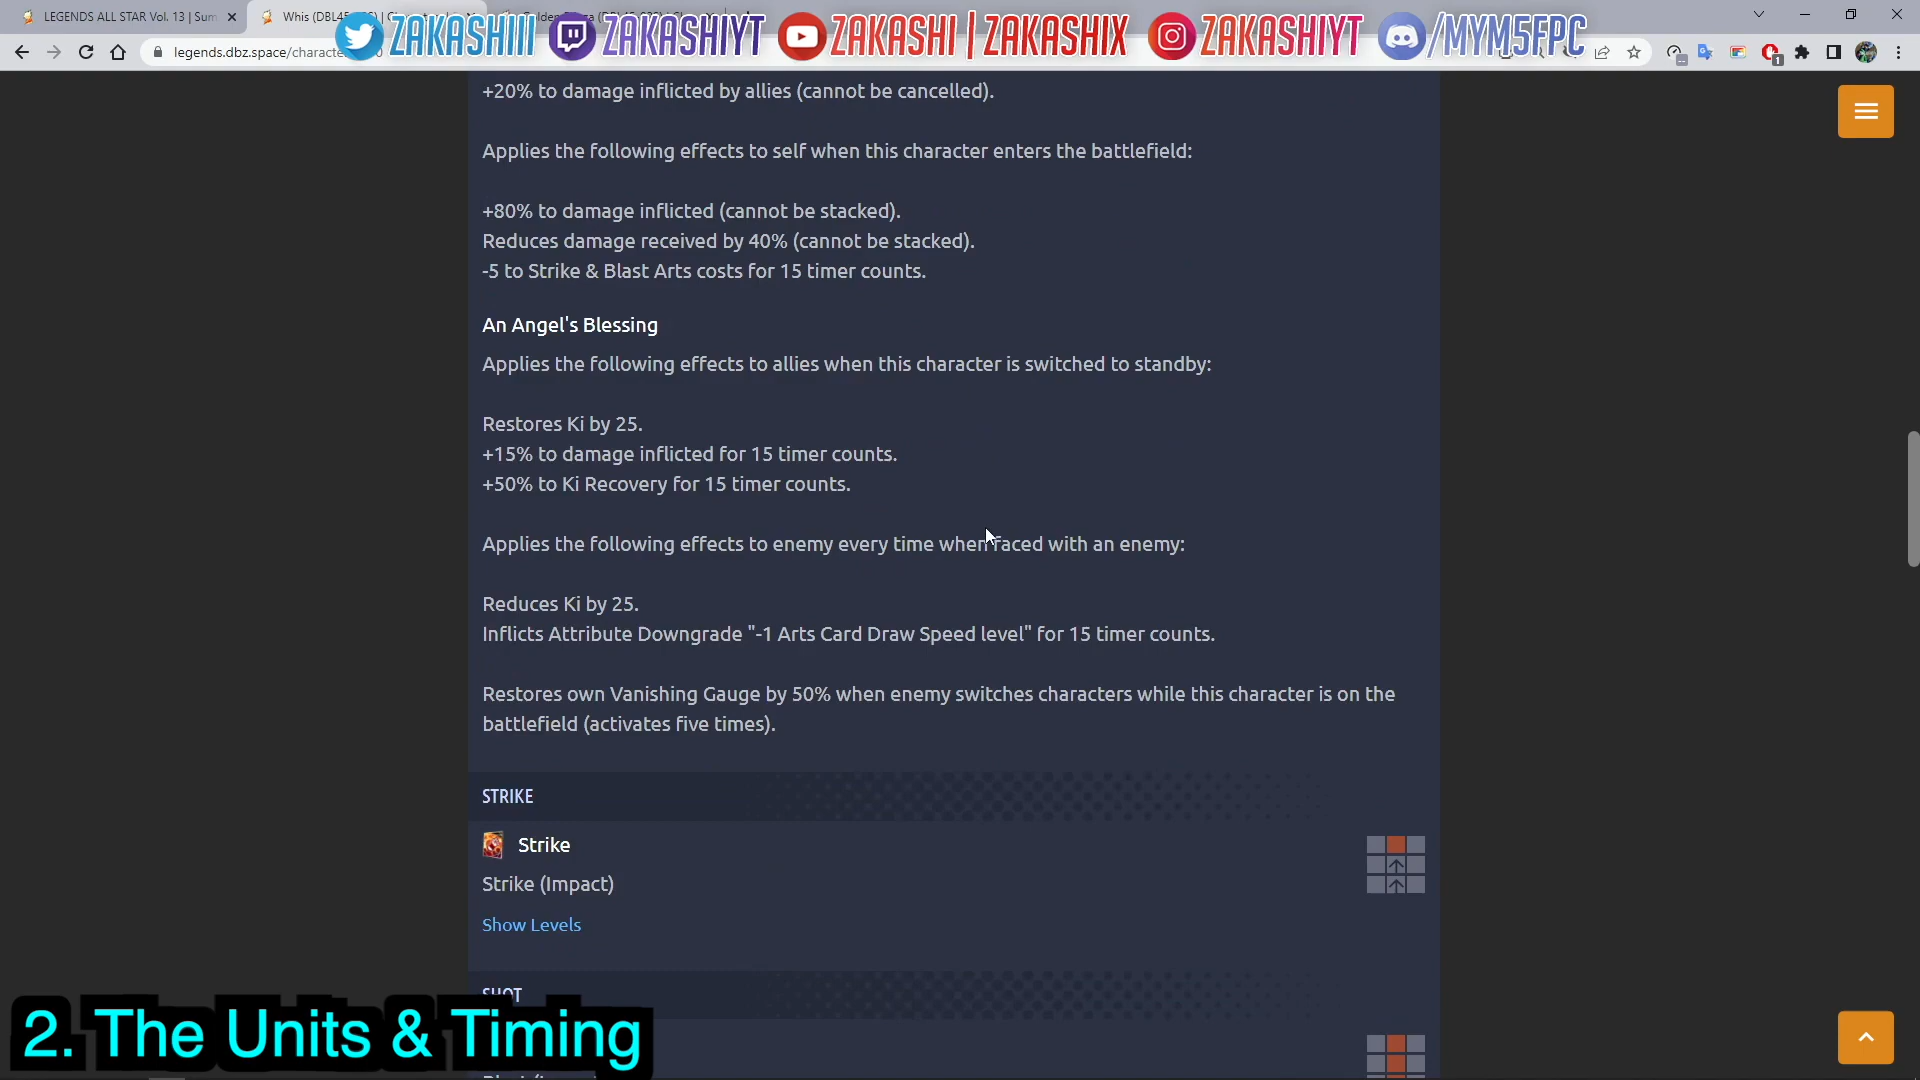 LEGENDS ALL STAR Vol. 13 | Sum
Whis (DBL45
legends.dbz.space/characte
ZAKASHIII
ZAKASHIYT
ZAKASHI | ZAKASHIX
ZAKASHIYT
/MYM5FPC
1
+20% to damage inflicted by allies (cannot be cancelled).
Applies the following effects to self when this character enters the battlefield:
+80% to damage inflicted (cannot be stacked).
Reduces damage received by 40% (cannot be stacked).
-5 to Strike & Blast Arts costs for 15 timer counts.
An Angel's Blessing
Applies the following effects to allies when this character is switched to standby:
Restores Ki by 25.
+15% to damage inflicted for 15 timer counts.
+50% to Ki Recovery for 15 timer counts.
Applies the following effects to enemy every time when faced with an enemy:
Reduces Ki by 25.
Inflicts Attribute Downgrade "-1 Arts Card Draw Speed level" for 15 timer counts.
Restores own Vanishing Gauge by 50% when enemy switches characters while this character is on the
battlefield (activates five times).
STRIKE
Strike
Strike (Impact)
Show Levels
SHOT
2. The Units & Timing